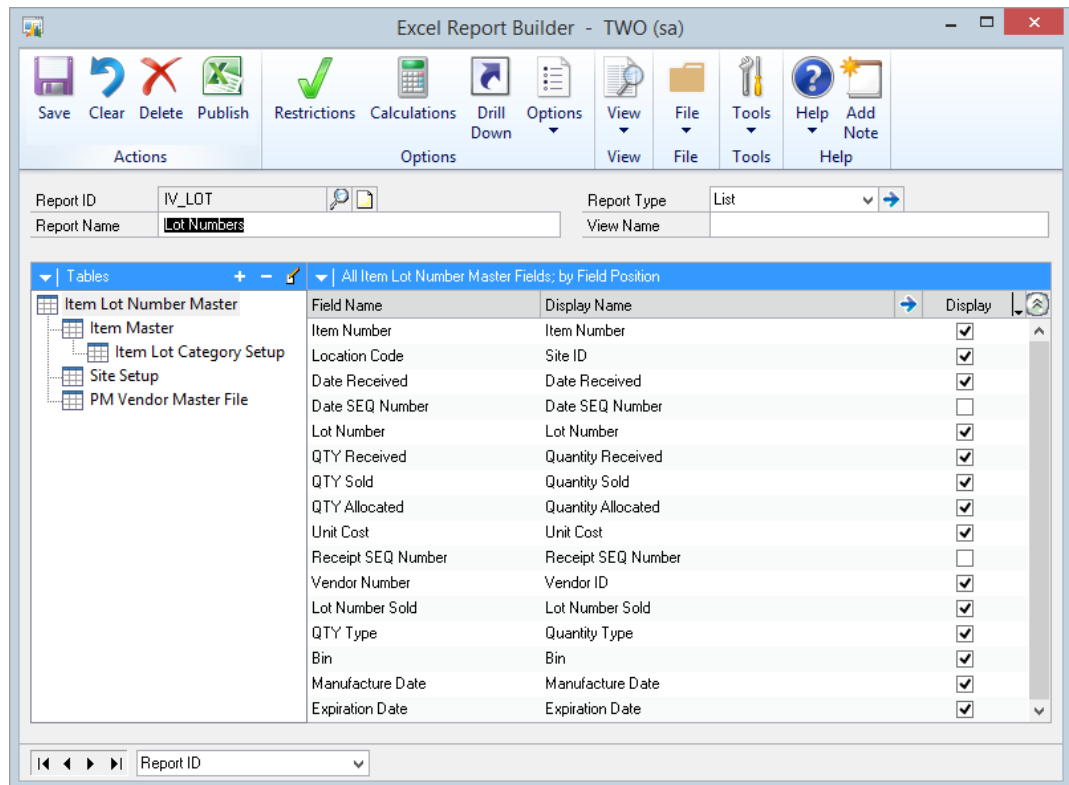 Excel Report Builder - TWO (sa)
Save Clear Delete Publish Restrictions Calculations Drill Down Options View File Tools Help Add Note
Actions Options View File Tools Help
Report ID IV_LOT Report Type List
Report Name Lot Numbers View Name
Tables All Item Lot Number Master Fields; by Field Position
Item Lot Number Master Field Name Display Name Display
Item Master Item Number Item Number
Item Lot Category Setup Location Code Site ID
Site Setup Date Received Date Received
PM Vendor Master File Date SEQ Number Date SEQ Number
Lot Number Lot Number
QTY Received Quantity Received
QTY Sold Quantity Sold
QTY Allocated Quantity Allocated
Unit Cost Unit Cost
Receipt SEQ Number Receipt SEQ Number
Vendor Number Vendor ID
Lot Number Sold Lot Number Sold
QTY Type Quantity Type
Bin Bin
Manufacture Date Manufacture Date
Expiration Date Expiration Date
Report ID